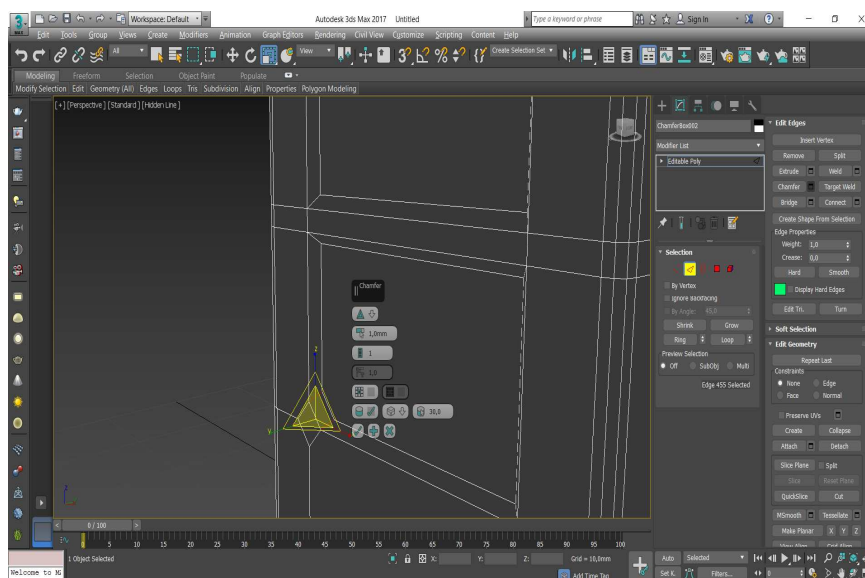 3
MAX
Workspace: Default
Autodesk 3ds Max 2017 Untitled
Type a keyword or phrase
Sign In
Edit Tools Group Views Create Modifiers Animation Graph Editors Rendering Civil View Customize Scripting Content Help
All
View
Create Selection Set
Modeling Freeform Selection Object Paint Populate
Modify Selection Edit Geometry (All) Edges Loops Tris Subdivision Align Properties Polygon Modeling
[+] [Perspective] [Standard] [Hidden Line]
ChamferBox002
Modifier List
Editable Poly
Selection
By Vertex
Ignore Backfacing
By Angle: 45,0
Shrink Grow
Ring Loop
Preview Selection
Off SubObj Multi
Edge 455 Selected
Edit Edges
Insert Vertex
Remove Split
Extrude Weld
Chamfer Target Weld
Bridge Connect
Create Shape From Selection
Edge Properties
Weight: 1,0
Crease: 0,0
Hard Smooth
Display Hard Edges
Edit Tri. Turn
Soft Selection
Edit Geometry
Repeat Last
Constraints
None Edge
Face Normal
Preserve UVs
Create Collapse
Attach Detach
Slice Plane Split
Slice Reset Plane
QuickSlice Cut
MSmooth Tessellate
Make Planar X Y Z
View Align Grid Align
Chamfer
1,0mm
1
1,0
30,0
z
y
0 / 100
0 5 10 15 20 25 30 35 40 45 50 55 60 65 70 75 80 85 90 95 100
1 Object Selected
X: Y: Z: Grid = 10,0mm
Add Time Tag
Auto Selected
Set K. Filters...
0
Welcome to M